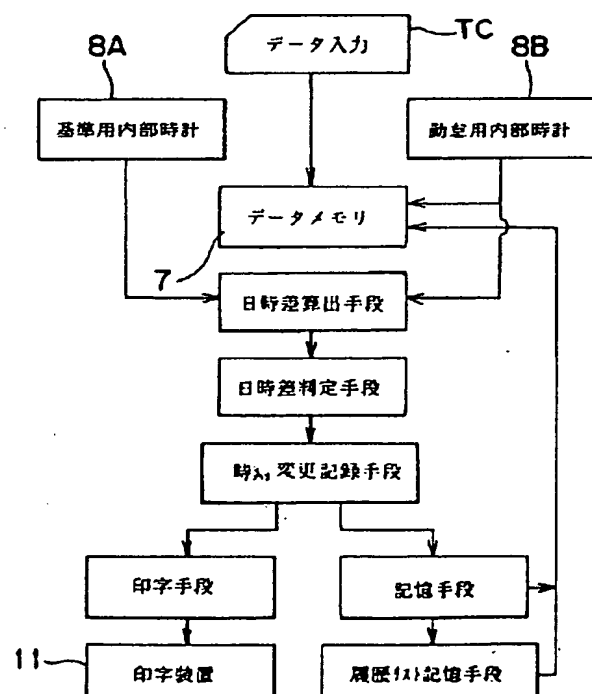 データ入力
TC
8A
8B
基準用内部時計
勤怠用内部時計
データメモリ
7
日時差算出手段
日時差判定手段
時刻変更記録手段
印字手段
記憶手段
11
印字装置
履歴リスト記憶手段